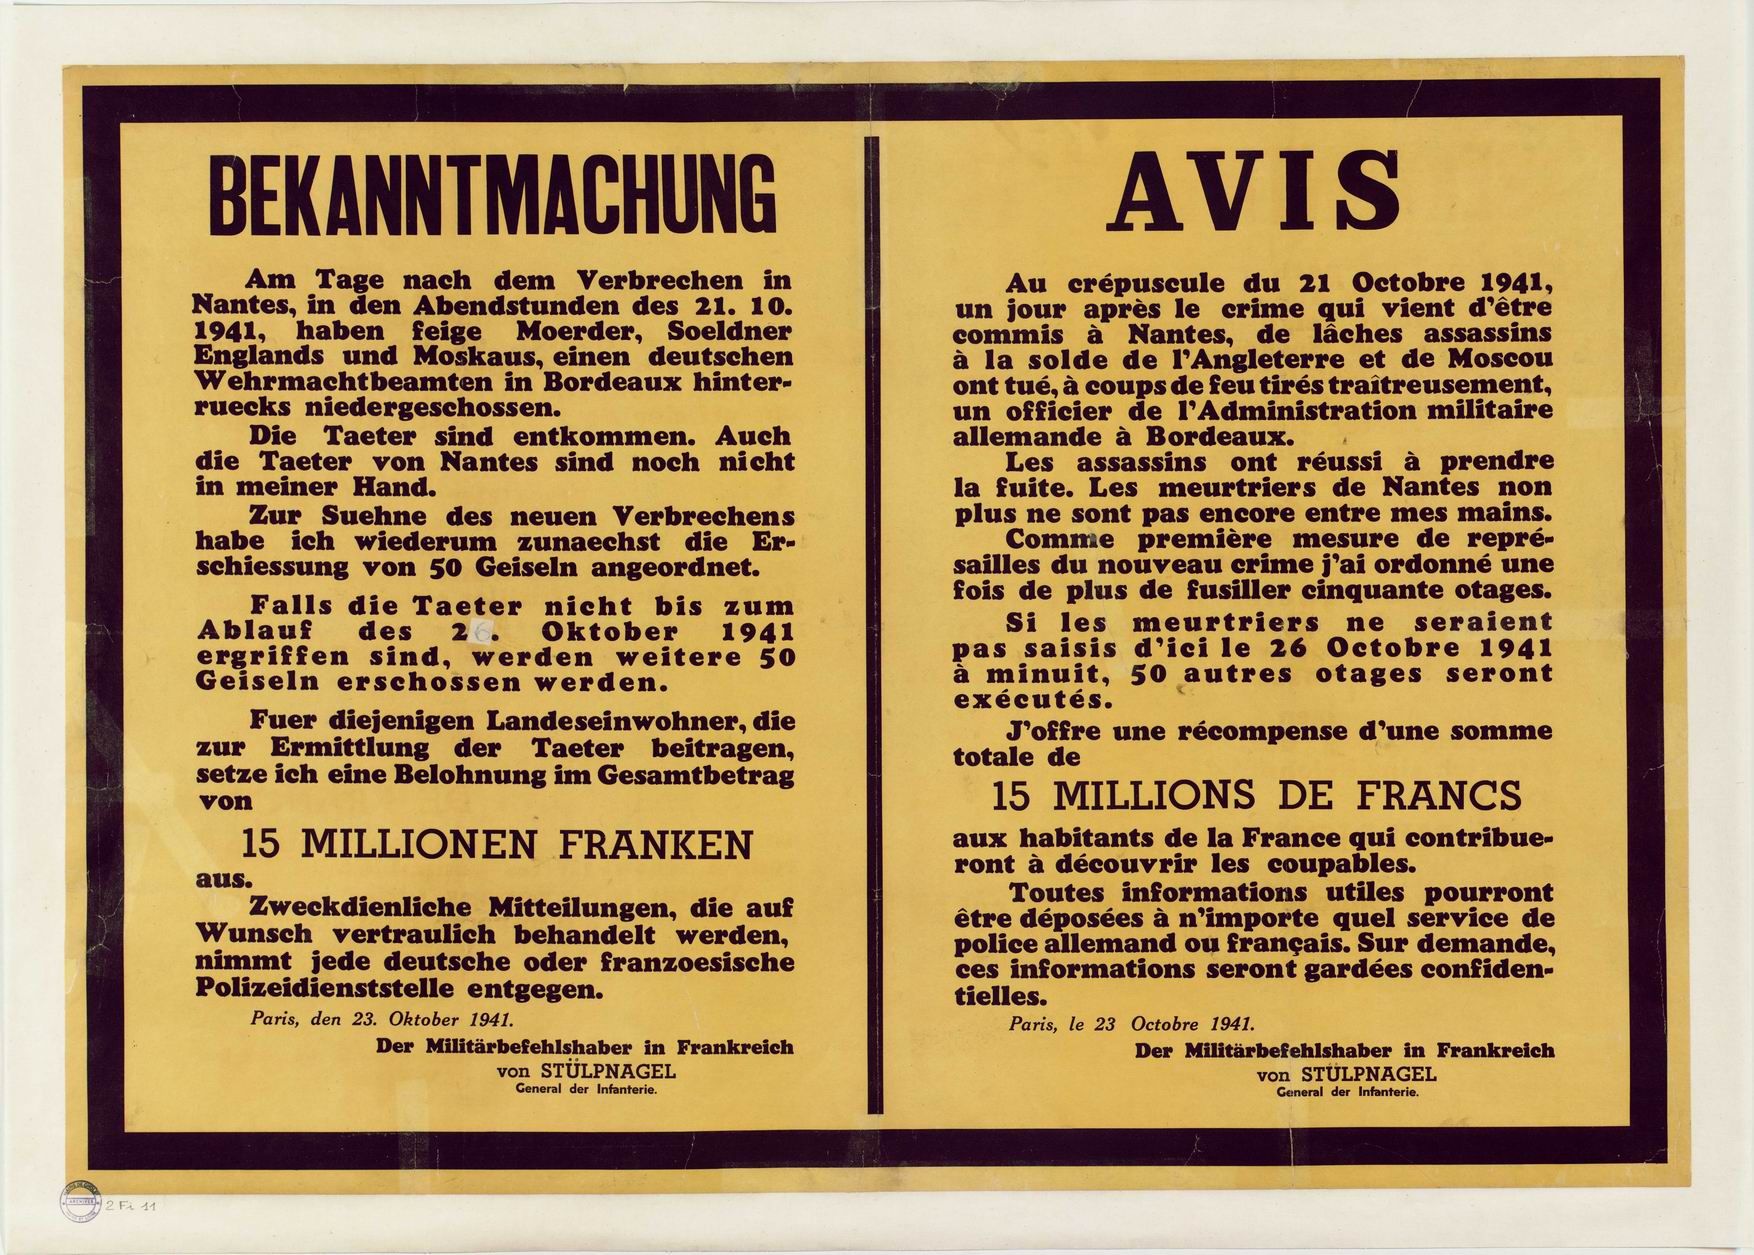 BEKANNTMACHUNG
Am Tage nach dem Verbrechen in
Nantes, in den Abendstunden des 21. 10.
1941, haben feige Moerder, Soeldner
Englands und Moskaus, einen deutschen
Wehrmachtbeamten in Bordeaux hinter-
ruecks niedergeschossen.
Die Taeter sind entkommen. Auch
die Taeter von Nantes sind noch nicht
in meiner Hand.
Zur Suehne des neuen Verbrechens
habe ich wiederum zunaechst die Er-
schiessung von 50 Geiseln angeordnet.
Falls die Taeter nicht bis zum
Ablauf des 26. Oktober 1941
ergriffen sind, werden weitere 50
Geiseln erschossen werden.
Fuer diejenigen Landeseinwohner, die
zur Ermittlung der Taeter beitragen,
setze ich eine Belohnung im Gesamtbetrag
von
15 MILLIONEN FRANKEN
aus.
Zweckdienliche Mitteilungen, die auf
Wunsch vertraulich behandelt werden,
nimmt jede deutsche oder franzoesische
Polizeidienststelle entgegen.
Paris, den 23. Oktober 1941.
Der Militärbefehlshaber in Frankreich
von STÜLPNAGEL
General der Infanterie.
AVIS
Au crépuscule du 21 Octobre 1941,
un jour après le crime qui vient d'être
commis à Nantes, de lâches assassins
à la solde de l'Angleterre et de Moscou
ont tué, à coups de feu tirés traîtreusement,
un officier de l'Administration militaire
allemande à Bordeaux.
Les assassins ont réussi à prendre
la fuite. Les meurtriers de Nantes non
plus ne sont pas encore entre mes mains.
Comme première mesure de repré-
sailles du nouveau crime j'ai ordonné une
fois de plus de fusiller cinquante otages.
Si les meurtriers ne seraient
pas saisis d'ici le 26 Octobre 1941
à minuit, 50 autres otages seront
exécutés.
J'offre une récompense d'une somme
totale de
15 MILLIONS DE FRANCS
aux habitants de la France qui contribue-
ront à découvrir les coupables.
Toutes informations utiles pourront
être déposées à n'importe quel service de
police allemand ou français. Sur demande,
ces informations seront gardées confiden-
tielles.
Paris, le 23 Octobre 1941.
Der Militärbefehlshaber in Frankreich
von STÜLPNAGEL
General der Infanterie.
ARCHIVES
2 Fi 11